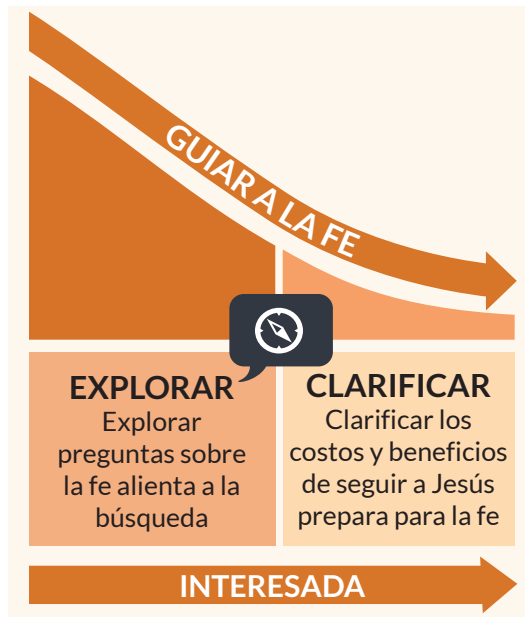 GUIAR A LA FE
EXPLORAR
Explorar
preguntas sobre
la fe alienta a la
búsqueda
CLARIFICAR
Clarificar los
costos y beneficios
de seguir a Jesús
prepara para la fe
INTERESADA